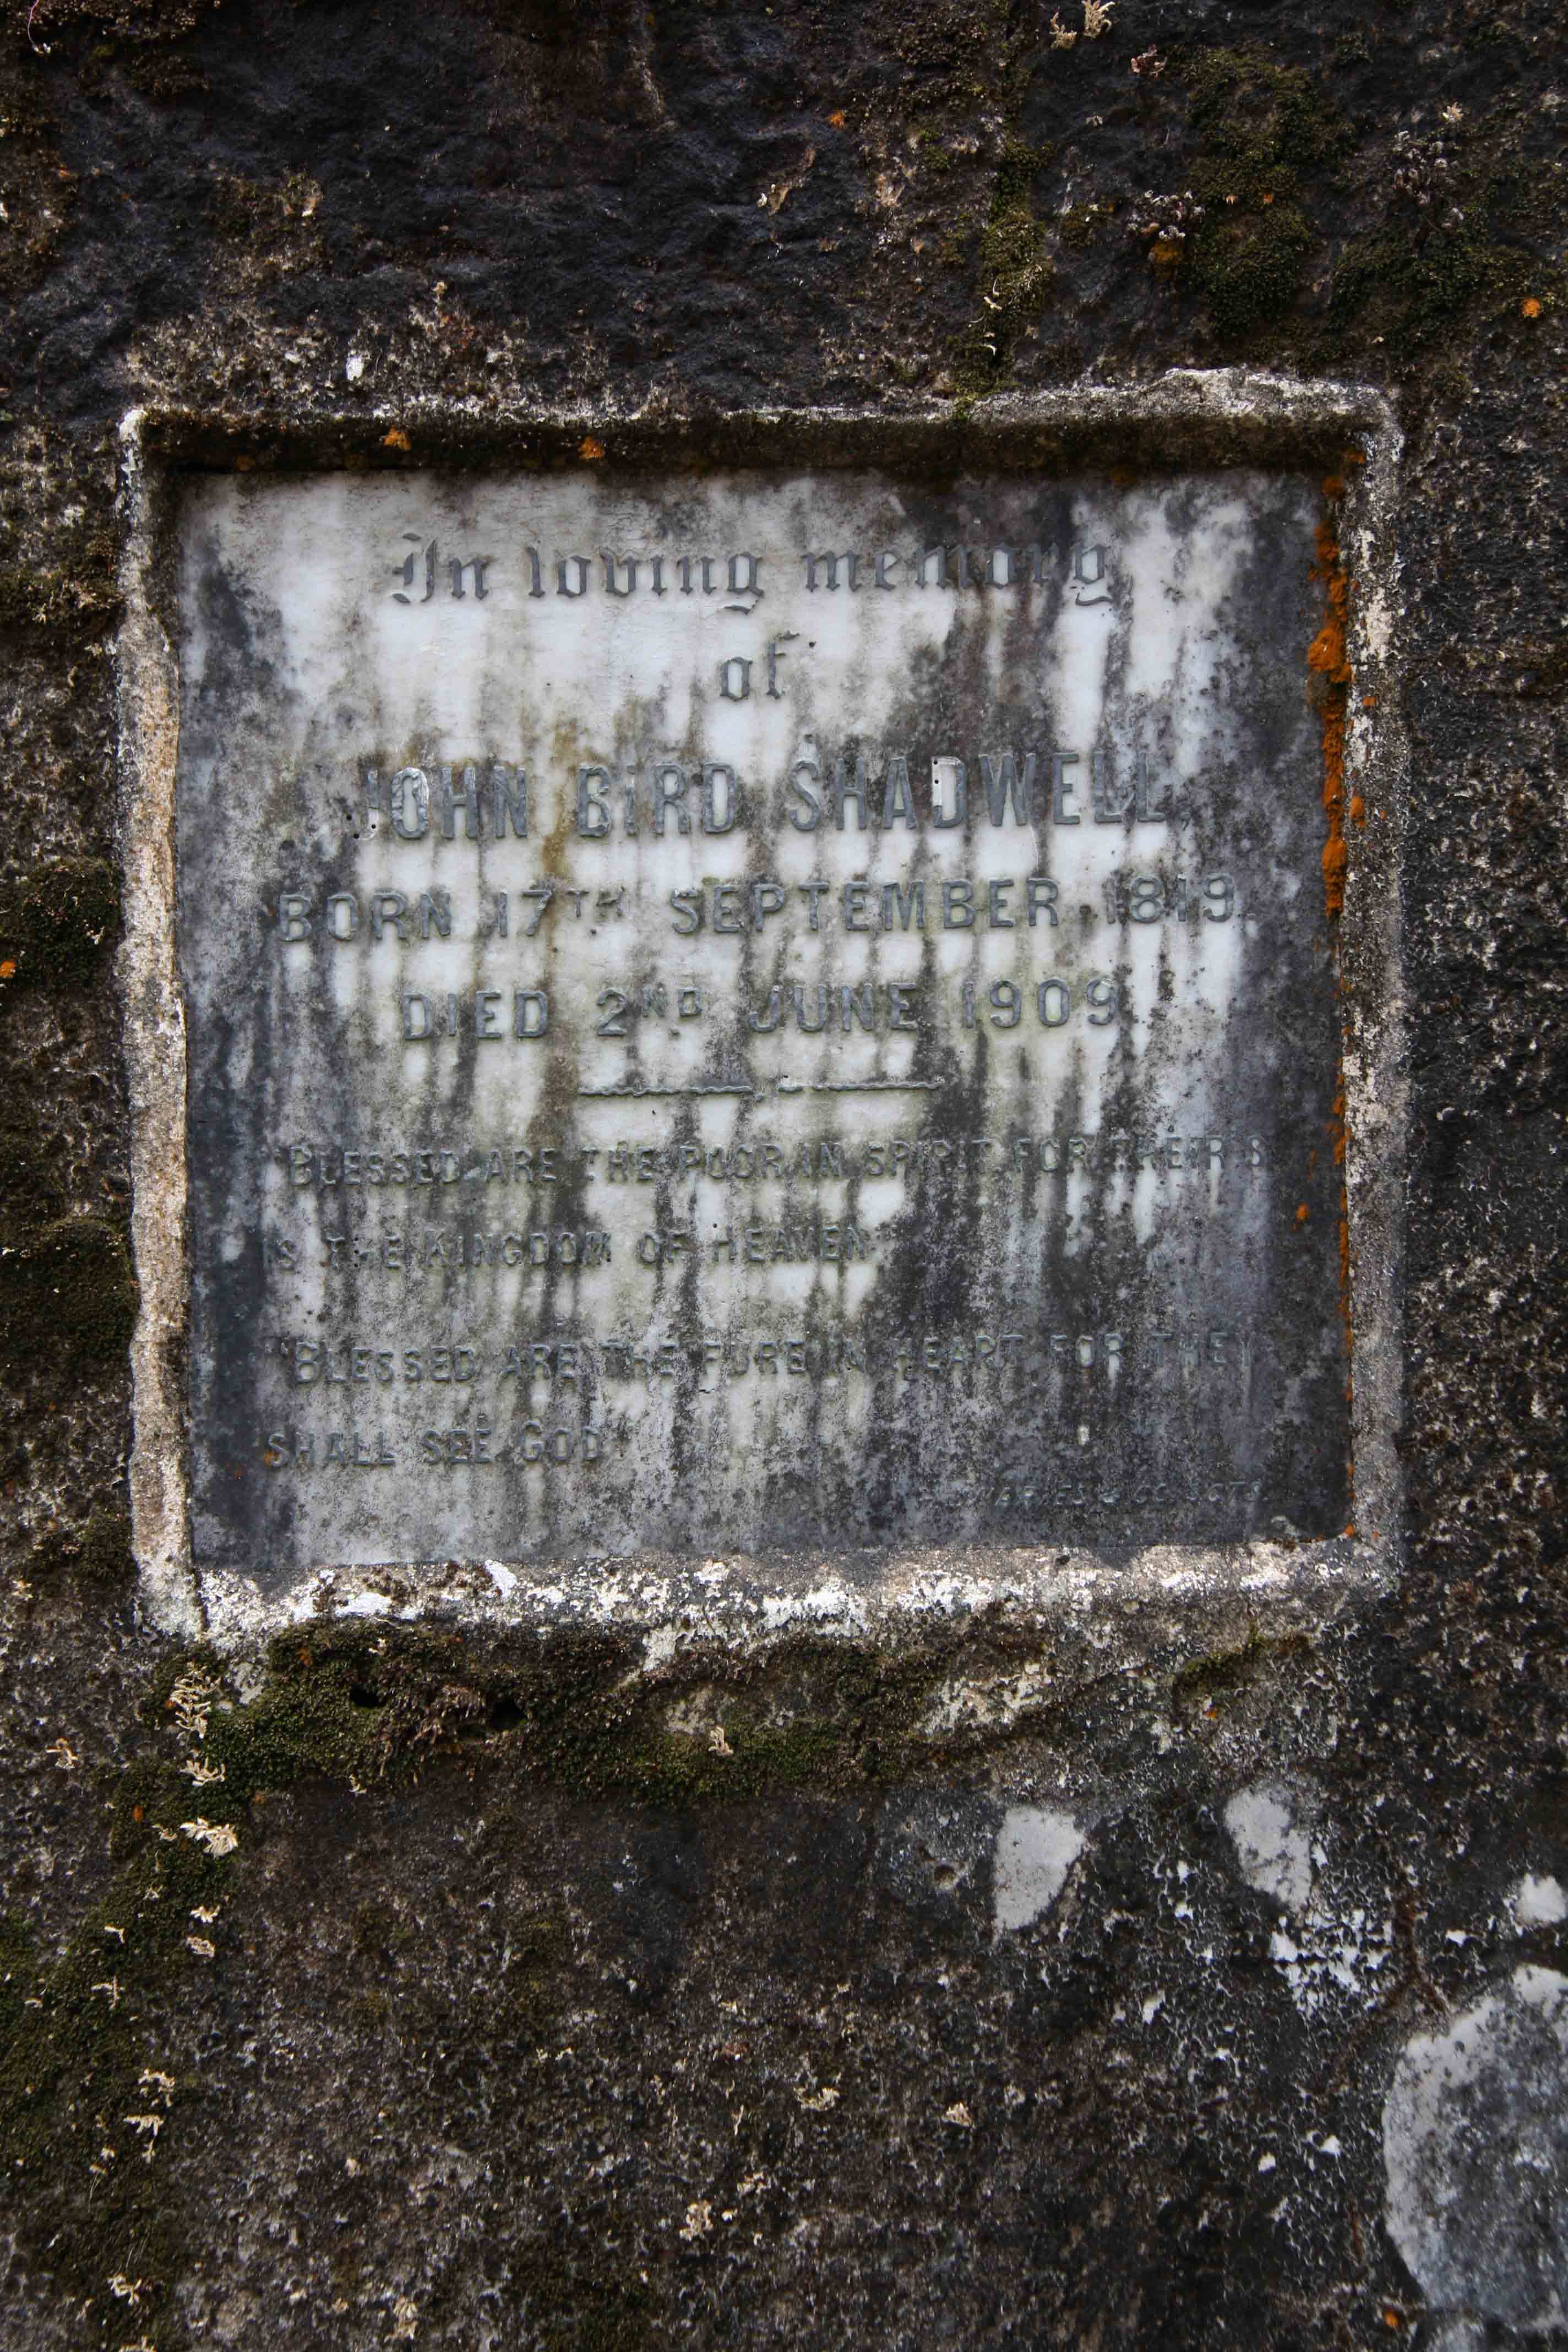 In loving memory
of
JOHN BIRD SHADWELL,
BORN 17TH SEPTEMBER 1819.
DIED 2ND JUNE 1909.
"BLESSED ARE THE POOR IN SPIRIT FOR THEIR'S
IS THE KINGDOM OF HEAVEN"
"BLESSED ARE THE PURE IN HEART FOR THEY
SHALL SEE GOD"